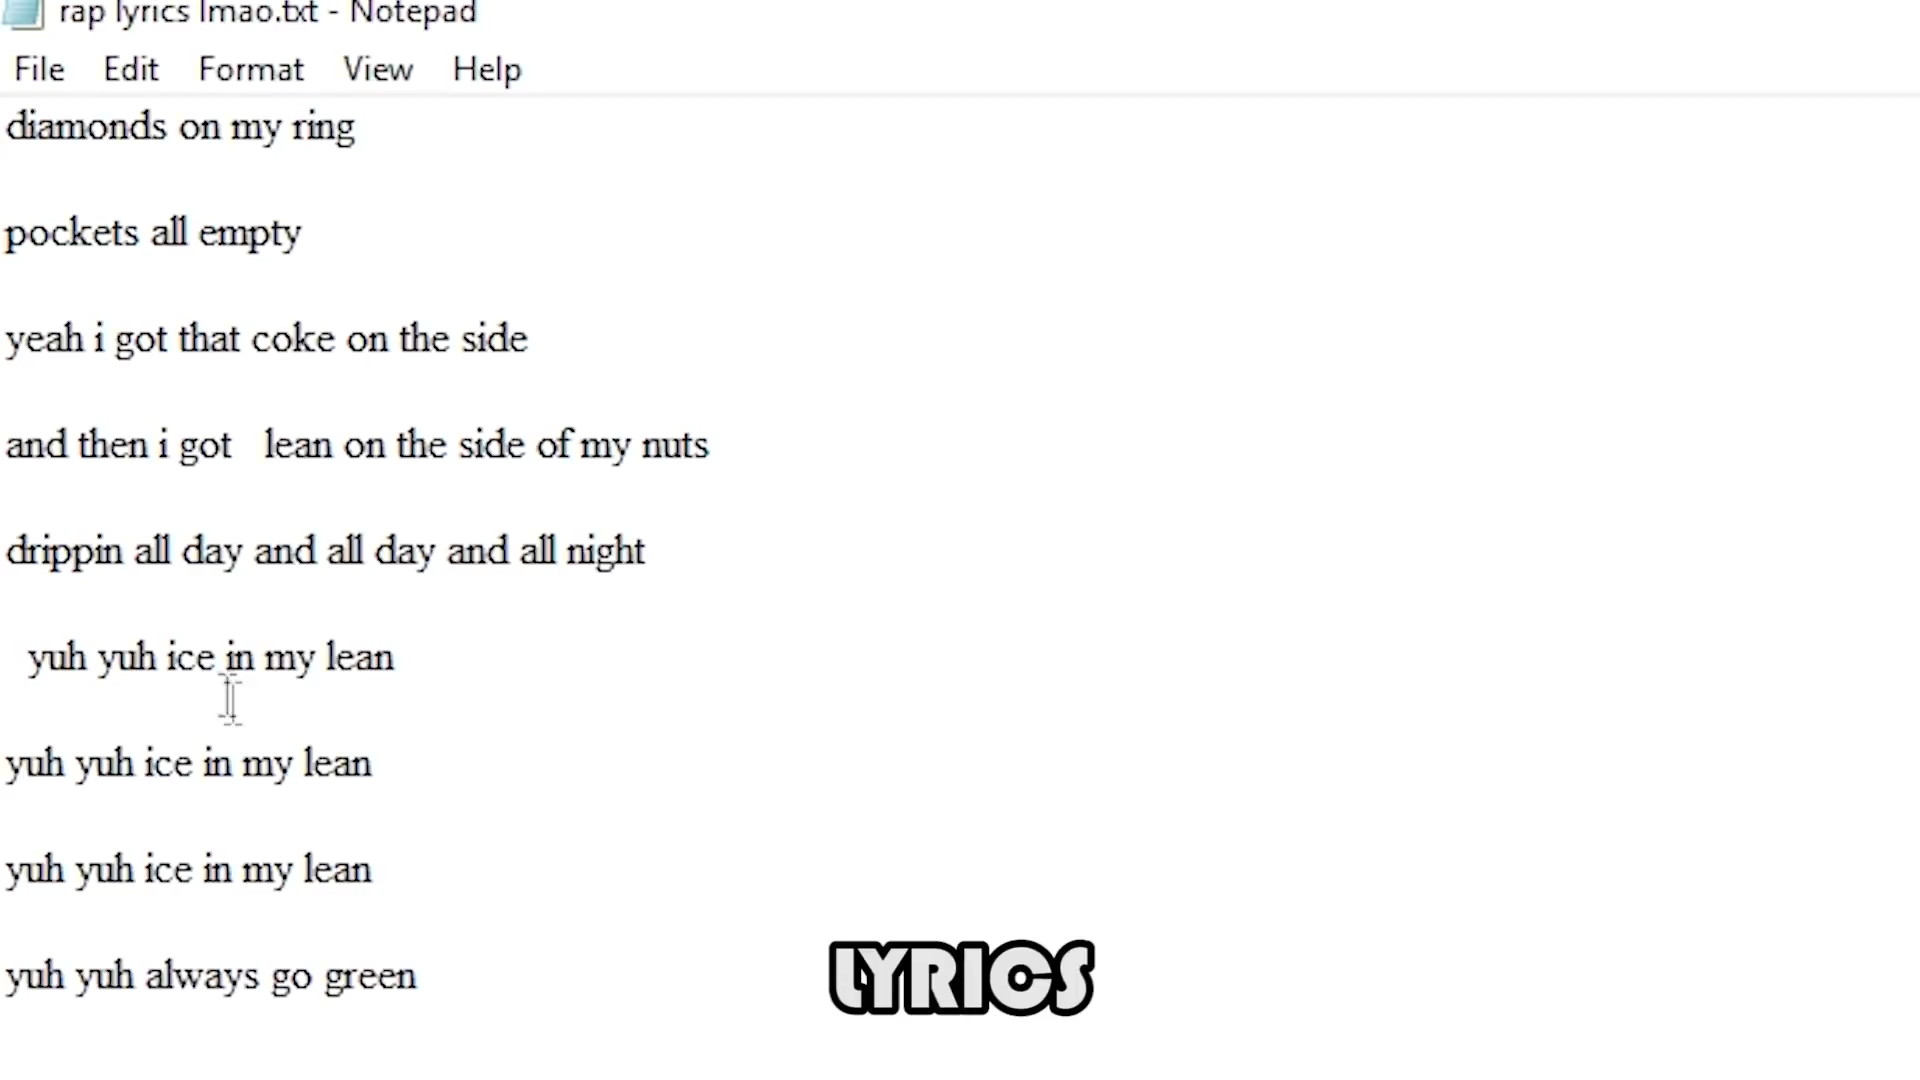 rap lyrics lmao.txt - Notepad
File Edit Format View Help
diamonds on my ring
pockets all empty
yeah i got that coke on the side
and then i got   lean on the side of my nuts
drippin all day and all day and all night
  yuh yuh ice in my lean
yuh yuh ice in my lean
yuh yuh ice in my lean
yuh yuh always go green
LYRICS